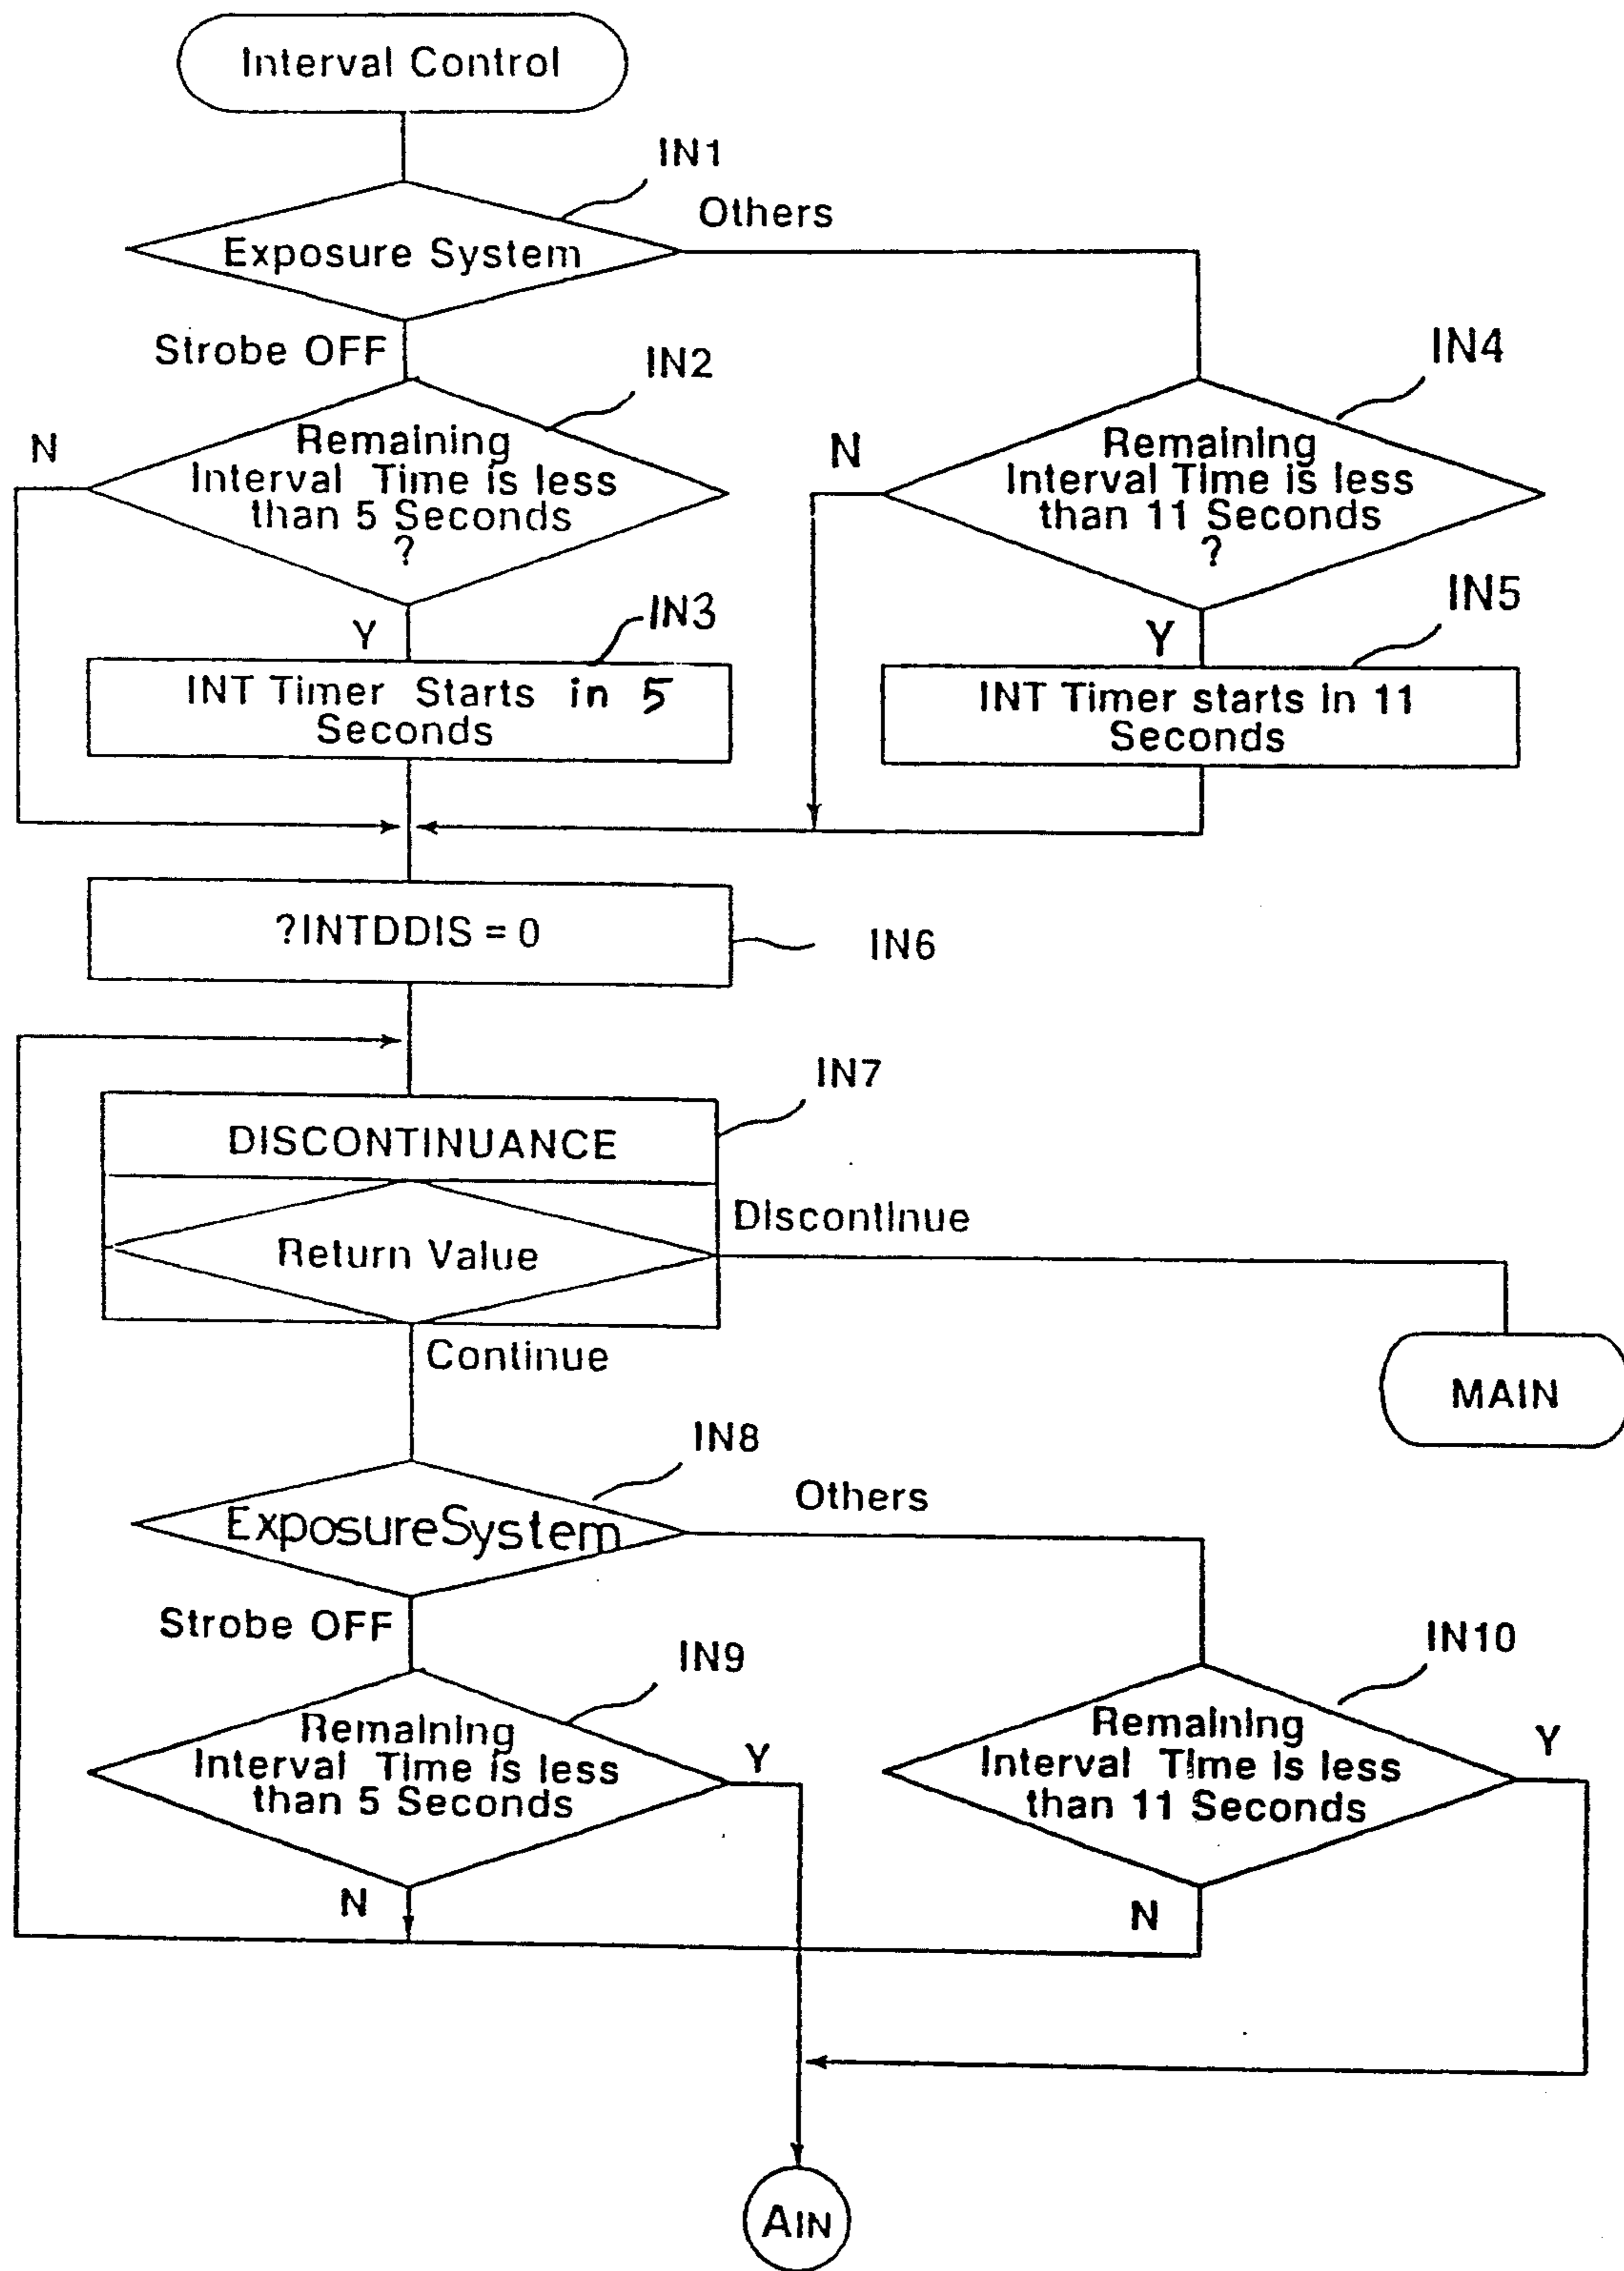 Interval Control
IN1
Others
Exposure System
Strobe OFF
IN2
IN4
N
Remaining
Interval Time is less
than 5 Seconds
?
N
Remaining
Interval Time is less
than 11 Seconds
?
Y
IN3
Y
IN5
INT Timer Starts in 5
Seconds
INT Timer starts in 11
Seconds
?INTDDIS = 0
IN6
IN7
DISCONTINUANCE
Discontinue
Return Value
Continue
MAIN
IN8
Others
ExposureSystem
Strobe OFF
IN9
IN10
Remaining
Interval Time is less
than 5 Seconds
Y
Remaining
Interval Time is less
than 11 Seconds
Y
N
N
AIN